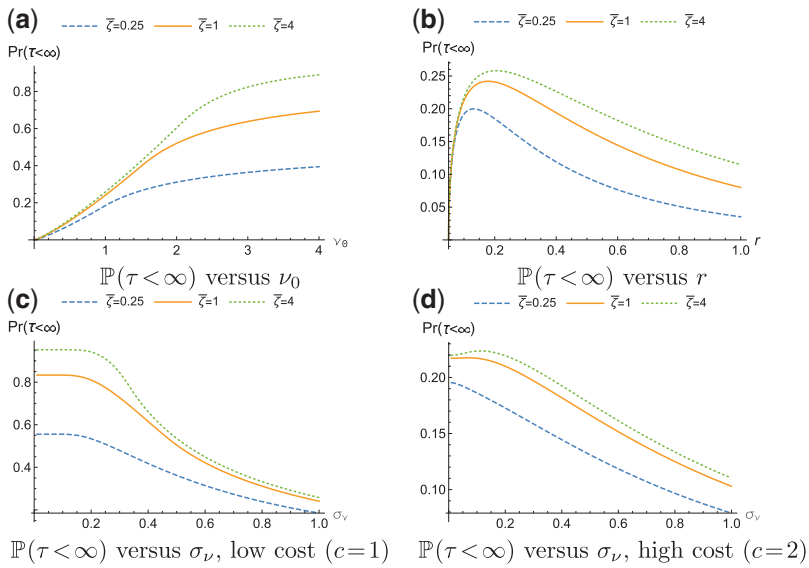 (a)
ζ̅=0.25 ζ̅=1 ζ̅=4
Pr(τ<∞)
0.8
0.6
0.4
0.2
1 2 3 4 ν₀
ℙ(τ<∞) versus ν₀
(b)
ζ̅=0.25 ζ̅=1 ζ̅=4
Pr(τ<∞)
0.25
0.20
0.15
0.10
0.05
0.2 0.4 0.6 0.8 1.0 r
ℙ(τ<∞) versus r
(c)
ζ̅=0.25 ζ̅=1 ζ̅=4
Pr(τ<∞)
0.8
0.6
0.4
0.2 0.4 0.6 0.8 1.0 σᵥ
ℙ(τ<∞) versus σ_ν, low cost (c=1)
(d)
ζ̅=0.25 ζ̅=1 ζ̅=4
Pr(τ<∞)
0.20
0.15
0.10
0.2 0.4 0.6 0.8 1.0 σᵥ
ℙ(τ<∞) versus σ_ν, high cost (c=2)